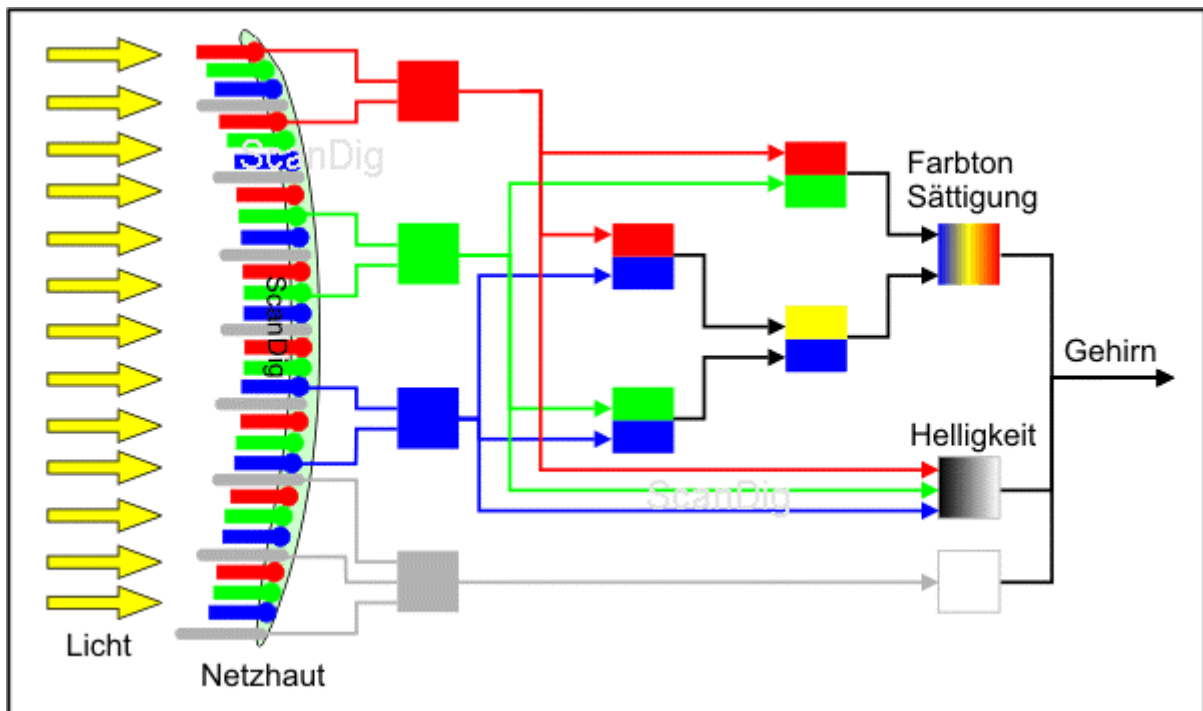 ScanDig
Farbton
Sättigung
ScanDig
Gehirn
Helligkeit
ScanDig
Licht
Netzhaut